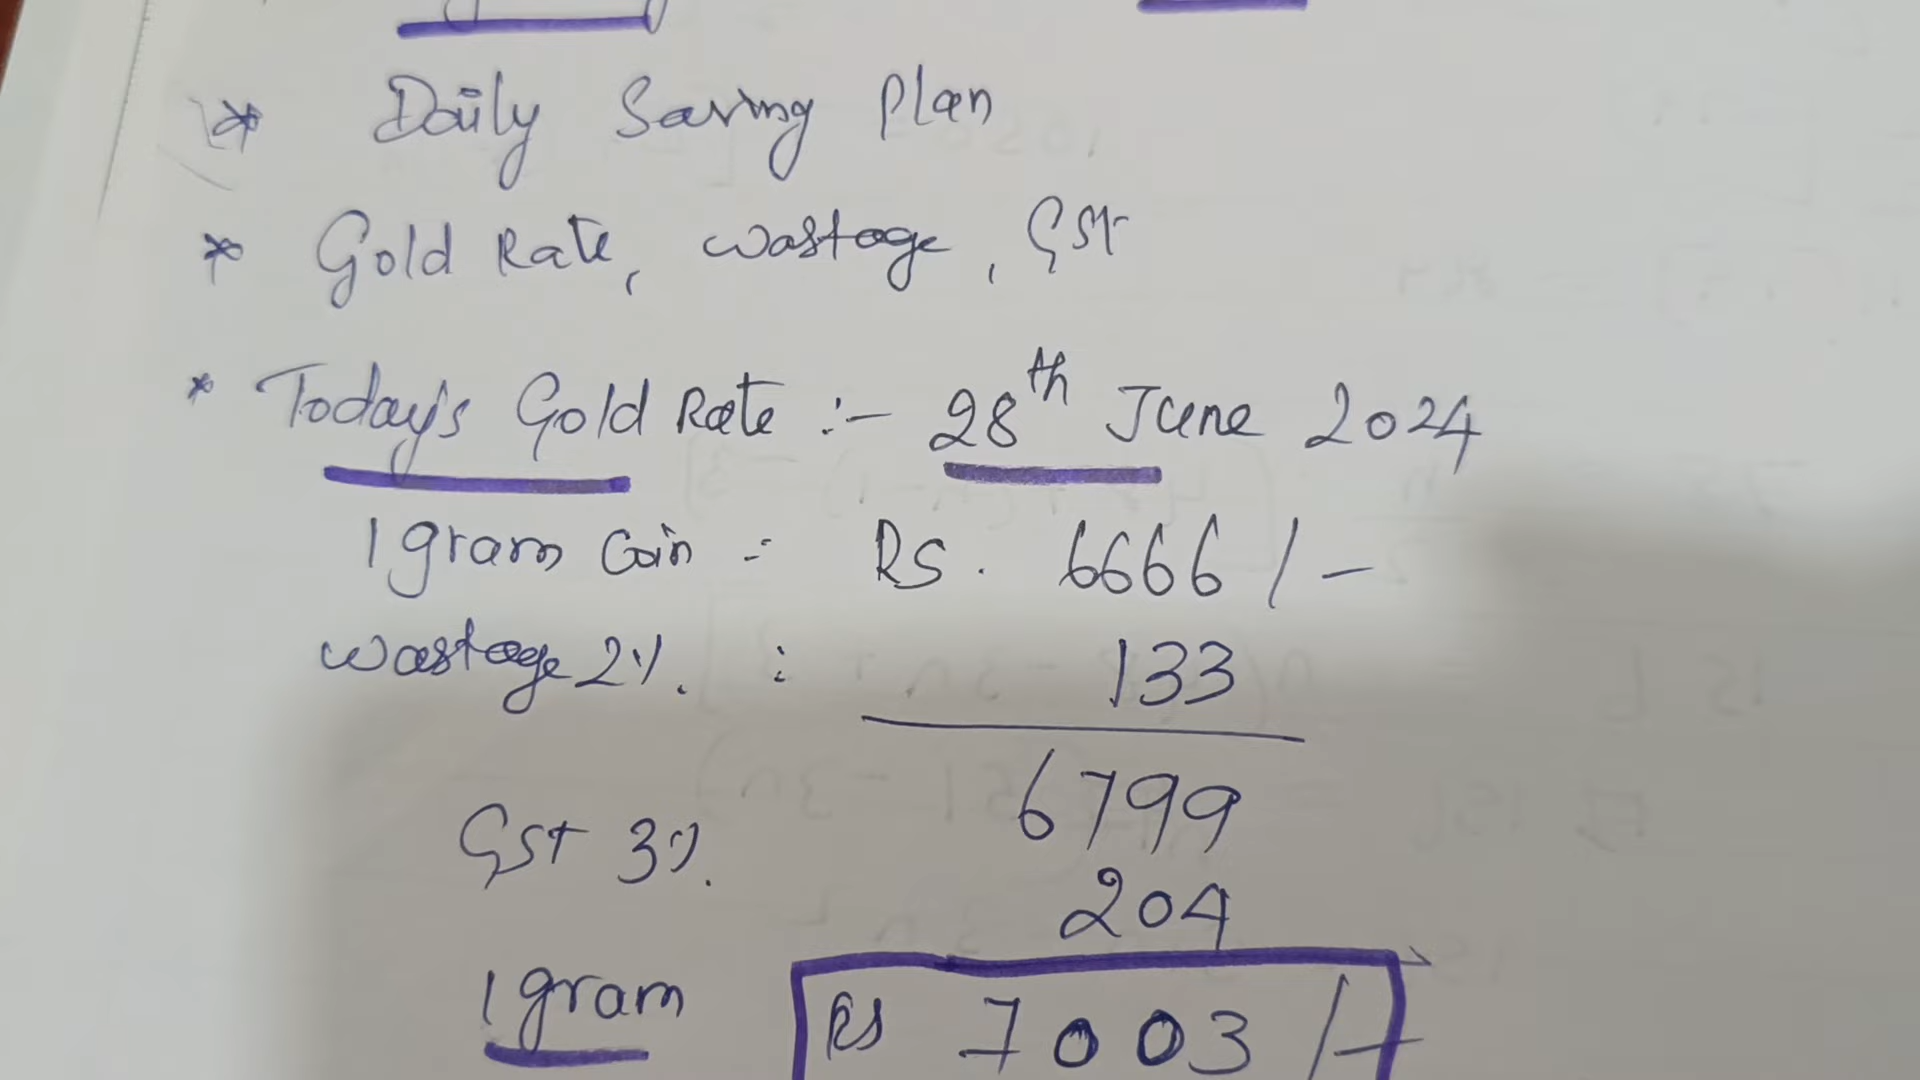 * Daily Saving Plan
* Gold Rate, wastage, GST
* Today's Gold Rate :- 28th June 2024
1 gram Coin : Rs. 6666/-
wastage 2%. : 133
6799
GST 3%.
204
1 gram Rs 7003/-